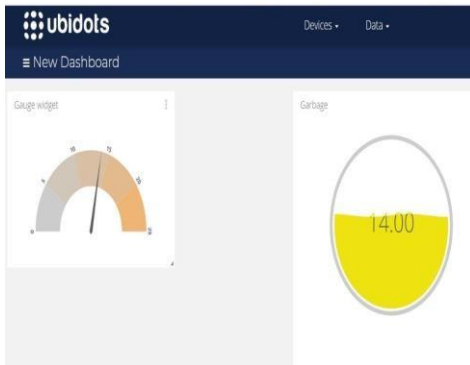 ubidots
Devices
Data
New Dashboard
Gauge widget
Garbage
14.00